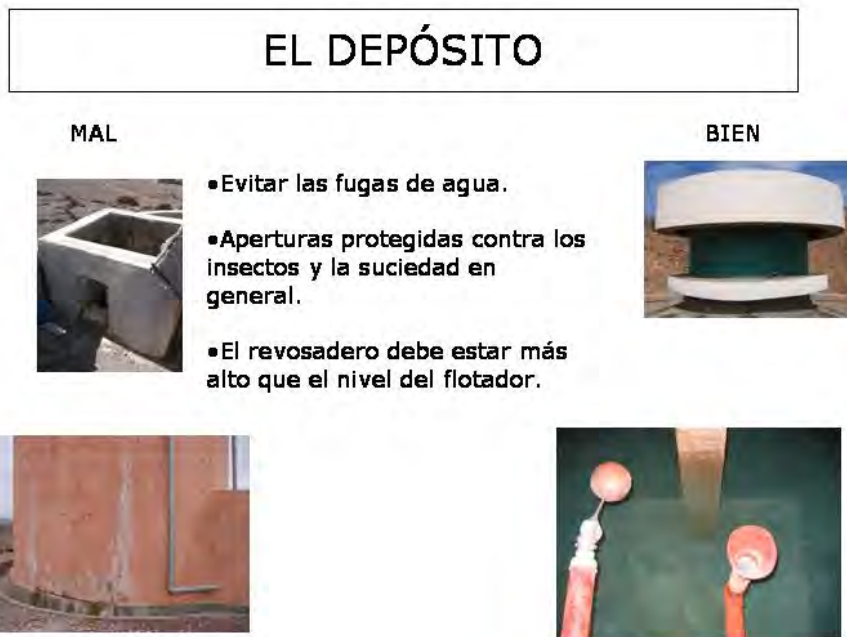 EL DEPÓSITO
MAL
BIEN
•Evitar las fugas de agua.
•Aperturas protegidas contra los
insectos y la suciedad en
general.
•El revosadero debe estar más
alto que el nivel del flotador.